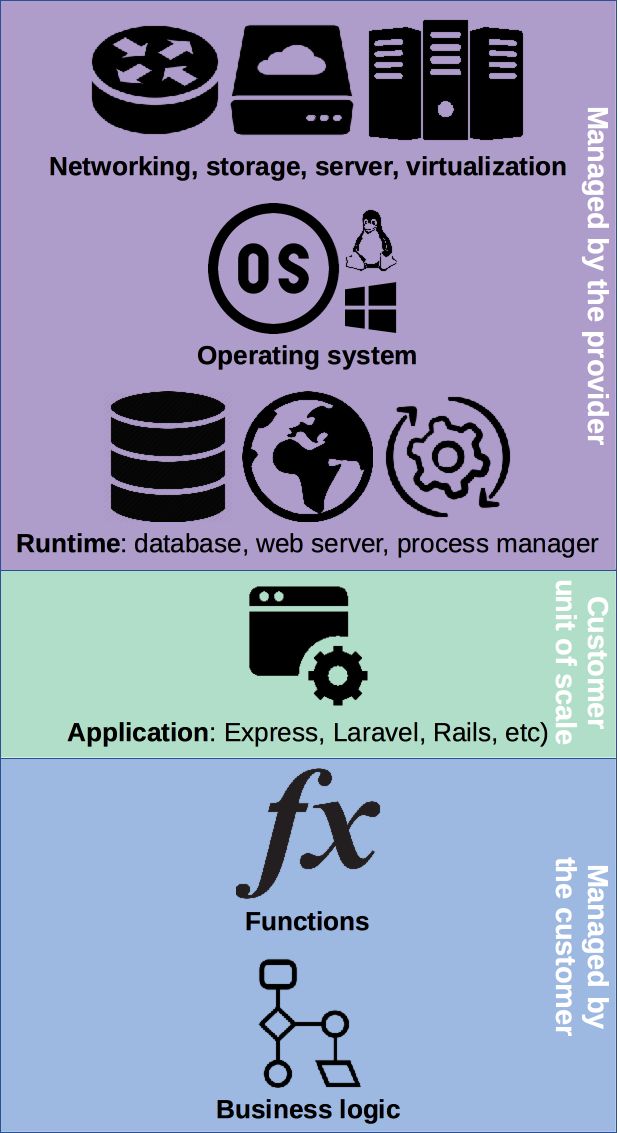 Networking, storage, server, virtualization
OS
Operating system
Runtime: database, web server, process manager
Managed by the provider
Application: Express, Laravel, Rails, etc)
Customer
unit of scale
fx
Functions
Business logic
Managed by
the customer